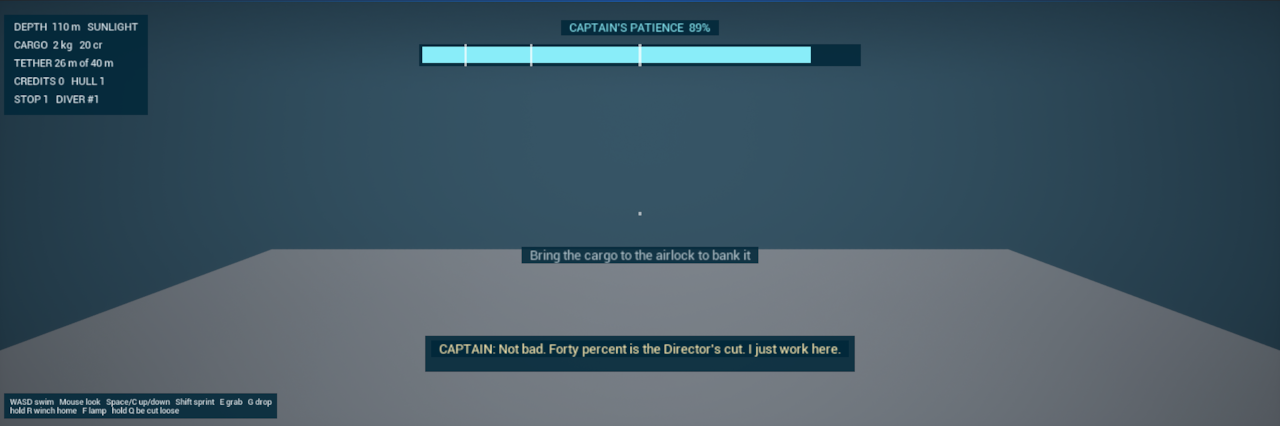 DEPTH 110 m SUNLIGHT
CARGO 2 kg 20 cr
TETHER 26 m of 40 m
CREDITS 0 HULL 1
STOP 1 DIVER #1
CAPTAIN'S PATIENCE 89%
Bring the cargo to the airlock to bank it
CAPTAIN: Not bad. Forty percent is the Director's cut. I just work here.
WASD swim Mouse look Space/C up/down Shift sprint E grab G drop
hold R winch home F lamp hold Q be cut loose